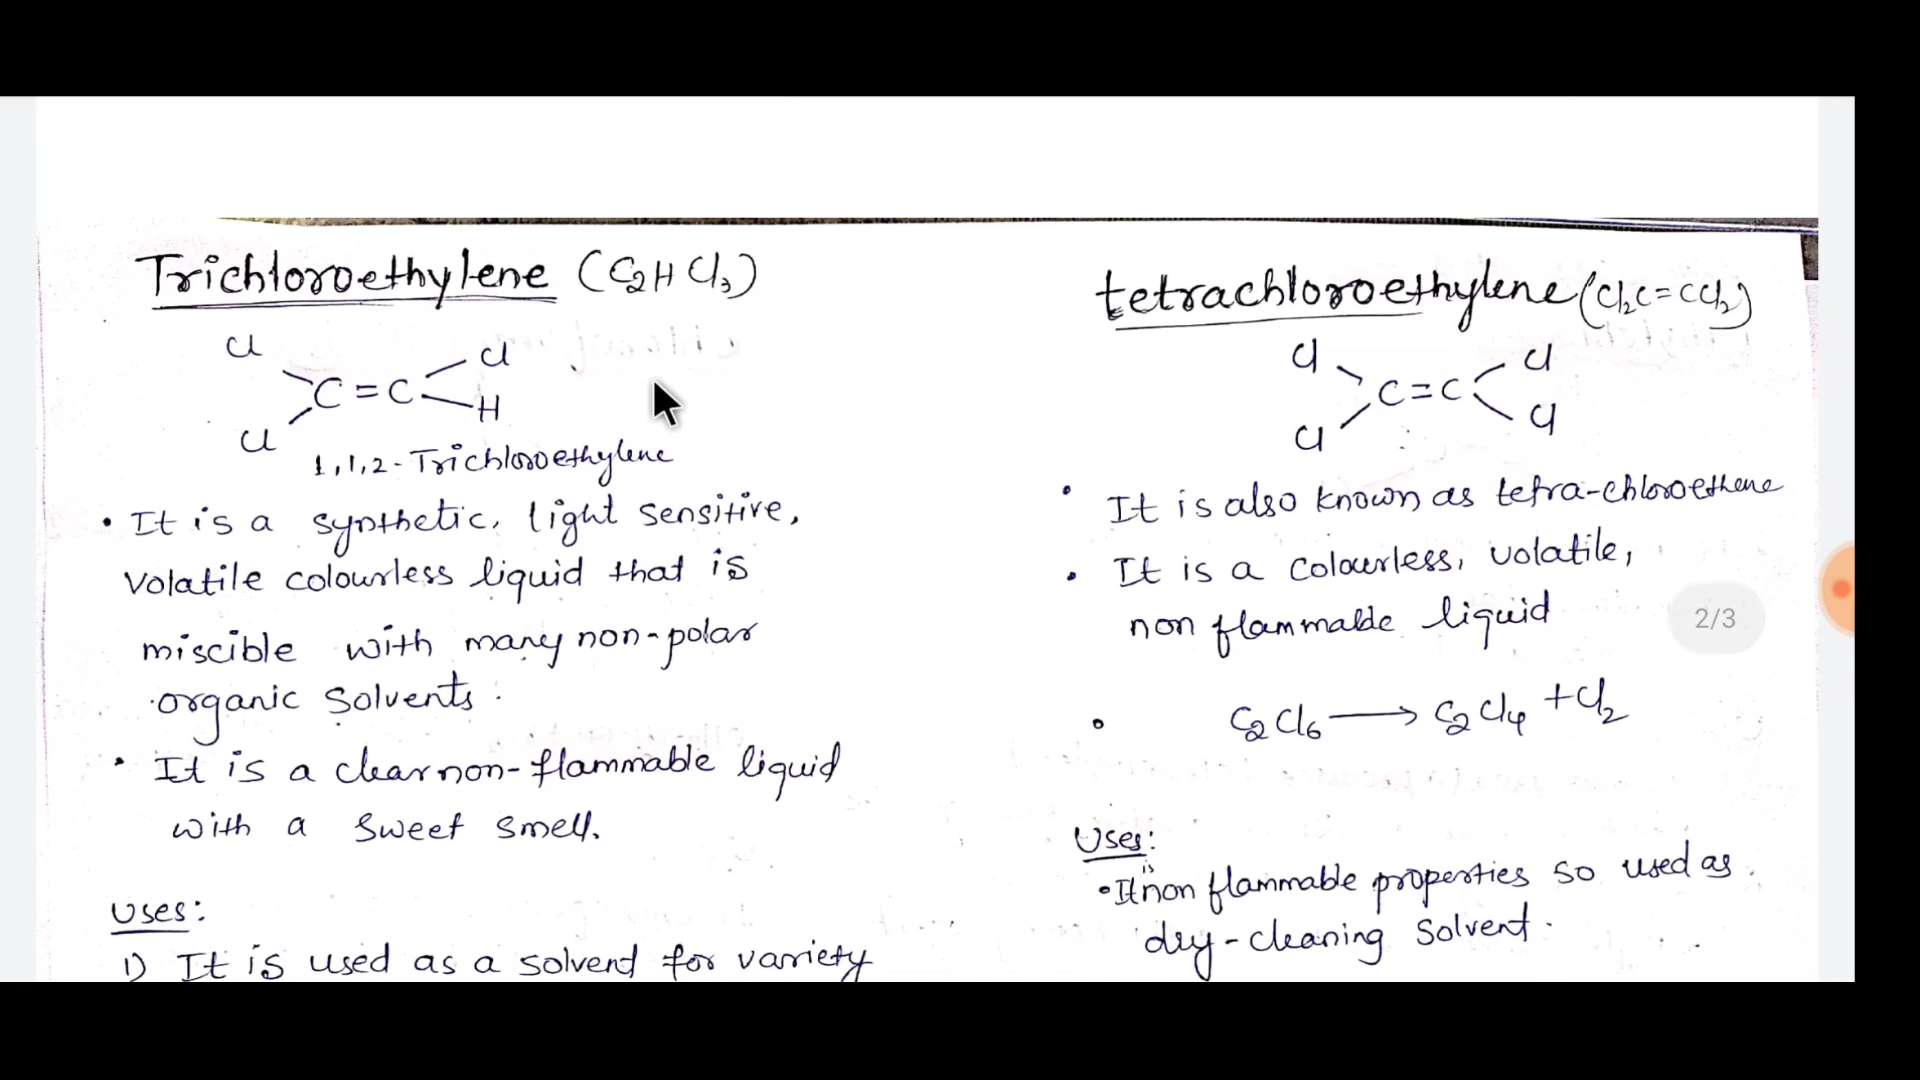 Trichloroethylene (C2HCl3)
Cl
Cl
C=C
H
Cl
1,1,2-Trichloroethylene
• It is a synthetic, light sensitive,
volatile colourless liquid that is
miscible with many non-polar
organic solvents.
• It is a clear non-flammable liquid
with a sweet smell.
Uses:
1) It is used as a solvent for variety
tetrachloroethylene (Cl2C=CCl2)
Cl
Cl
C=C
Cl
Cl
• It is also known as tetra-chloroethene
• It is a colourless, volatile,
non flammable liquid
• C2Cl6 → C2Cl4 + Cl2
Uses:
is
• It non flammable properties so used as
dry-cleaning solvent.
2/3